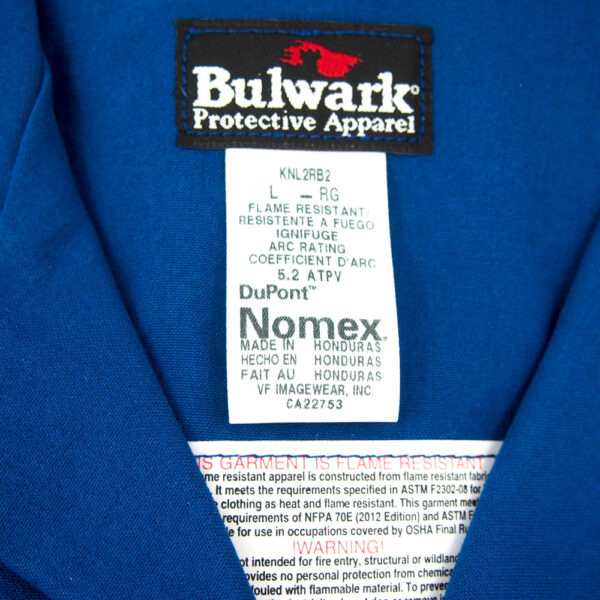 Bulwark®
Protective Apparel
KNL2RB2
L – RG
FLAME RESISTANT/
RESISTENTE A FUEGO
IGNIFUGE
ARC RATING
COEFFICIENT D'ARC
5.2 ATPV
DuPont™
Nomex®
MADE IN HONDURAS
HECHO EN HONDURAS
FAIT AU HONDURAS
VF IMAGEWEAR, INC.
CA22753
IS GARMENT IS FLAME RESISTANT
me resistant apparel is constructed from flame resistant fabri
. It meets the requirements specified in ASTM F2302-08 for
clothing as heat and flame resistant. This garment meet
requirements of NFPA 70E (2012 Edition) and ASTM F
e for use in occupations covered by OSHA Final Ru
!WARNING!
ot intended for fire entry, structural or wildlan
ovides no personal protection from chemica
fouled with flammable material. To preven